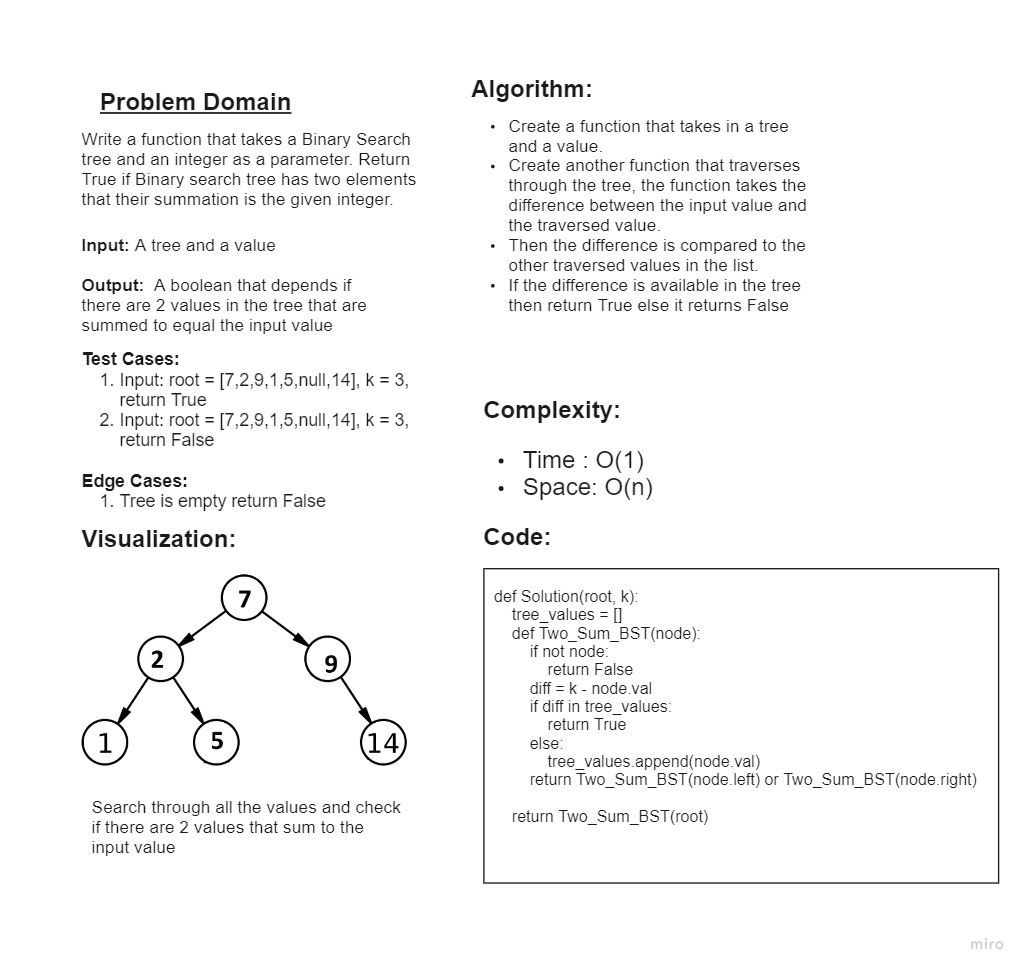 Problem Domain
Write a function that takes a Binary Search
tree and an integer as a parameter. Return
True if Binary search tree has two elements
that their summation is the given integer.
Input: A tree and a value
Output:  A boolean that depends if
there are 2 values in the tree that are
summed to equal the input value
Test Cases:
1. Input: root = [7,2,9,1,5,null,14], k = 3,
return True
2. Input: root = [7,2,9,1,5,null,14], k = 3,
return False
Edge Cases:
1. Tree is empty return False
Visualization:
7
2
9
1
5
14
Search through all the values and check
if there are 2 values that sum to the
input value
Algorithm:
• Create a function that takes in a tree
and a value.
• Create another function that traverses
through the tree, the function takes the
difference between the input value and
the traversed value.
• Then the difference is compared to the
other traversed values in the list.
• If the difference is available in the tree
then return True else it returns False
Complexity:
• Time : O(1)
• Space: O(n)
Code:
def Solution(root, k):
    tree_values = []
    def Two_Sum_BST(node):
        if not node:
            return False
        diff = k - node.val
        if diff in tree_values:
            return True
        else:
            tree_values.append(node.val)
        return Two_Sum_BST(node.left) or Two_Sum_BST(node.right)
    return Two_Sum_BST(root)
miro